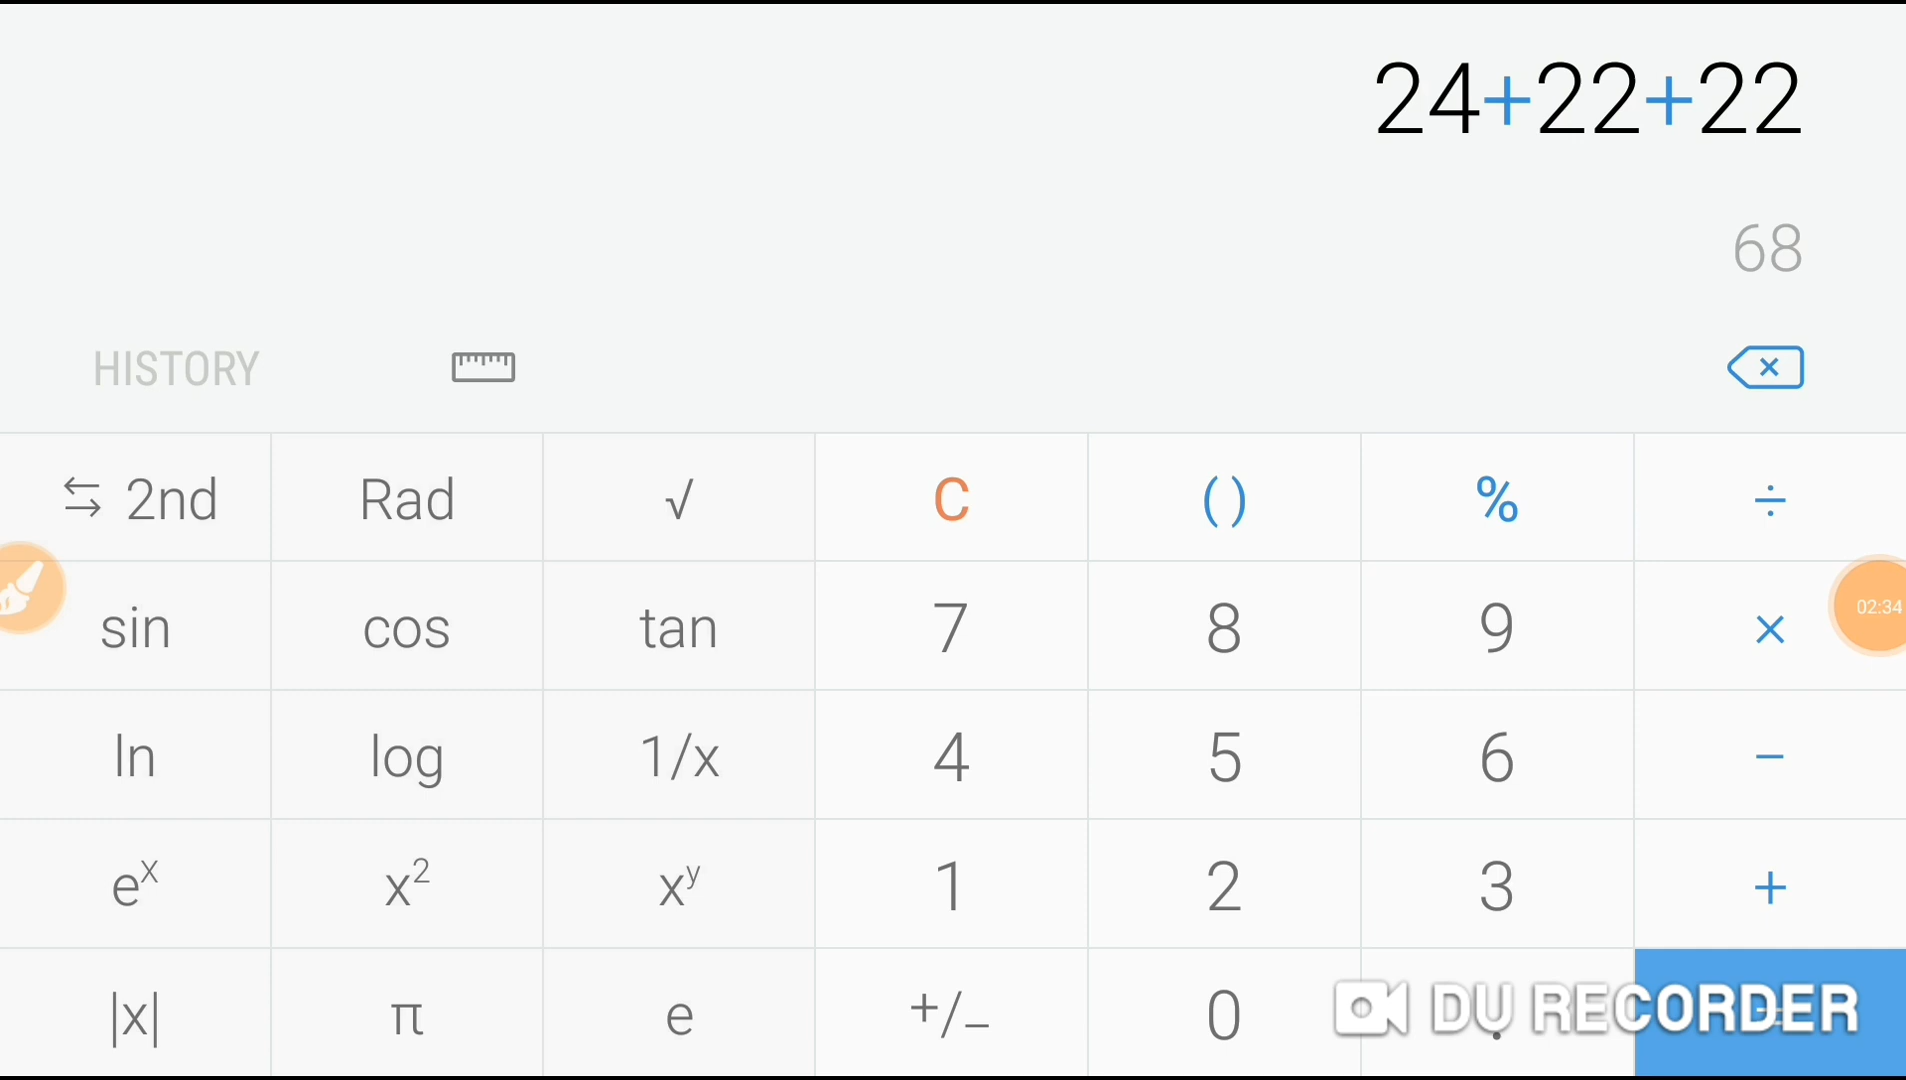 24+22+22
68
HISTORY
⇆ 2nd Rad √ C ( ) % ÷
sin cos tan 7 8 9 × 02:34
ln log 1/x 4 5 6 −
eˣ x² xʸ 1 2 3 +
|x| π e +/− 0 . =
DU RECORDER